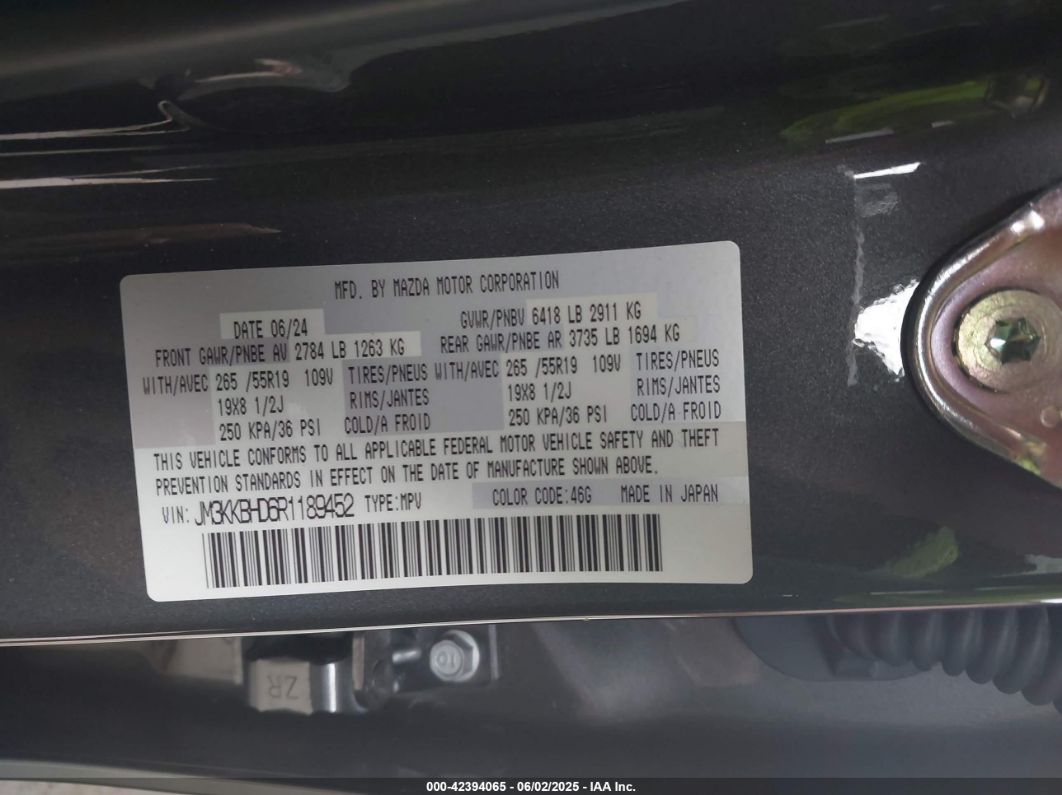 MFD. BY MAZDA MOTOR CORPORATION
DATE 06/24 GVWR/PNBV 6418 LB 2911 KG
FRONT GAWR/PNBE AV 2784 LB 1263 KG REAR GAWR/PNBE AR 3735 LB 1694 KG
WITH/AVEC 265 /55R19 109V TIRES/PNEUS WITH/AVEC 265 /55R19 109V TIRES/PNEUS
19X8 1/2J RIMS/JANTES 19X8 1/2J RIMS/JANTES
250 KPA/36 PSI COLD/A FROID 250 KPA/36 PSI COLD/A FROID
THIS VEHICLE CONFORMS TO ALL APPLICABLE FEDERAL MOTOR VEHICLE SAFETY AND THEFT
PREVENTION STANDARDS IN EFFECT ON THE DATE OF MANUFACTURE SHOWN ABOVE.
VIN: JM3KKBHD6R1189452 TYPE:MPV COLOR CODE:46G MADE IN JAPAN
ZR
10
000-42394065 - 06/02/2025 - IAA Inc.